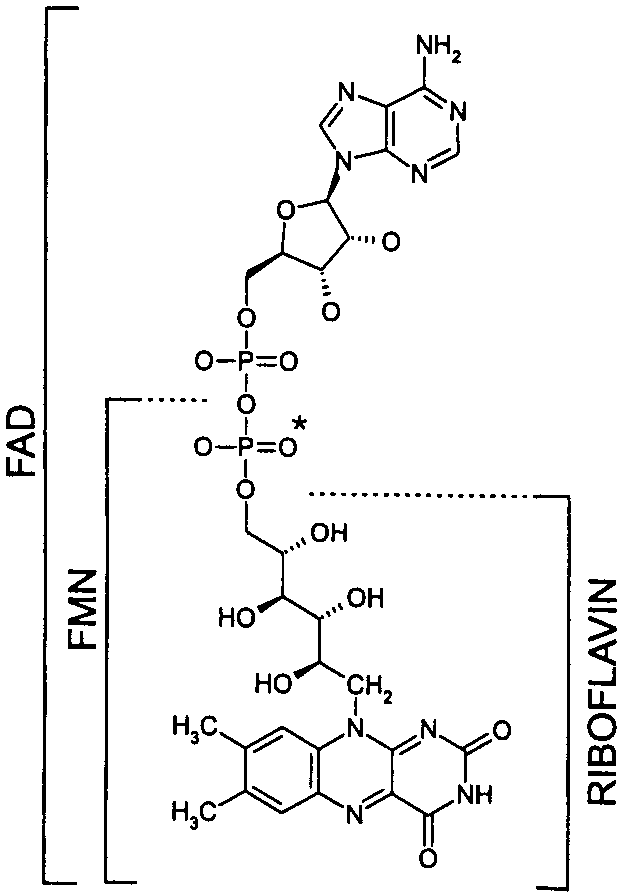 NH₂
N
N
N
N
O
O
O
O
O-P=O
O
O-P=O*
O
OH
HO
OH
HO
CH₂
H₃C
N
N
O
H₃C
N
NH
O
FAD
FMN
RIBOFLAVIN